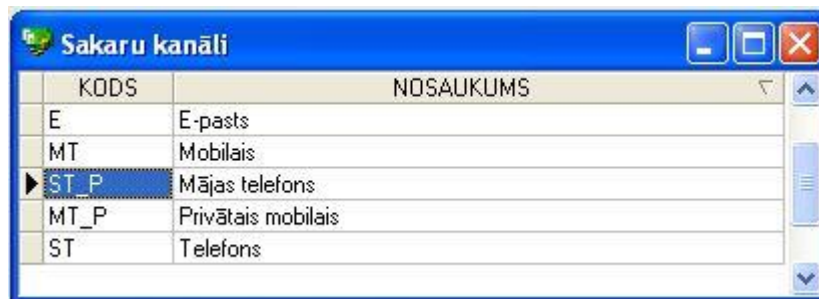 Sakaru kanāli
KODS NOSAUKUMS
E E-pasts
MT Mobilais
ST_P Mājas telefons
MT_P Privātais mobilais
ST Telefons